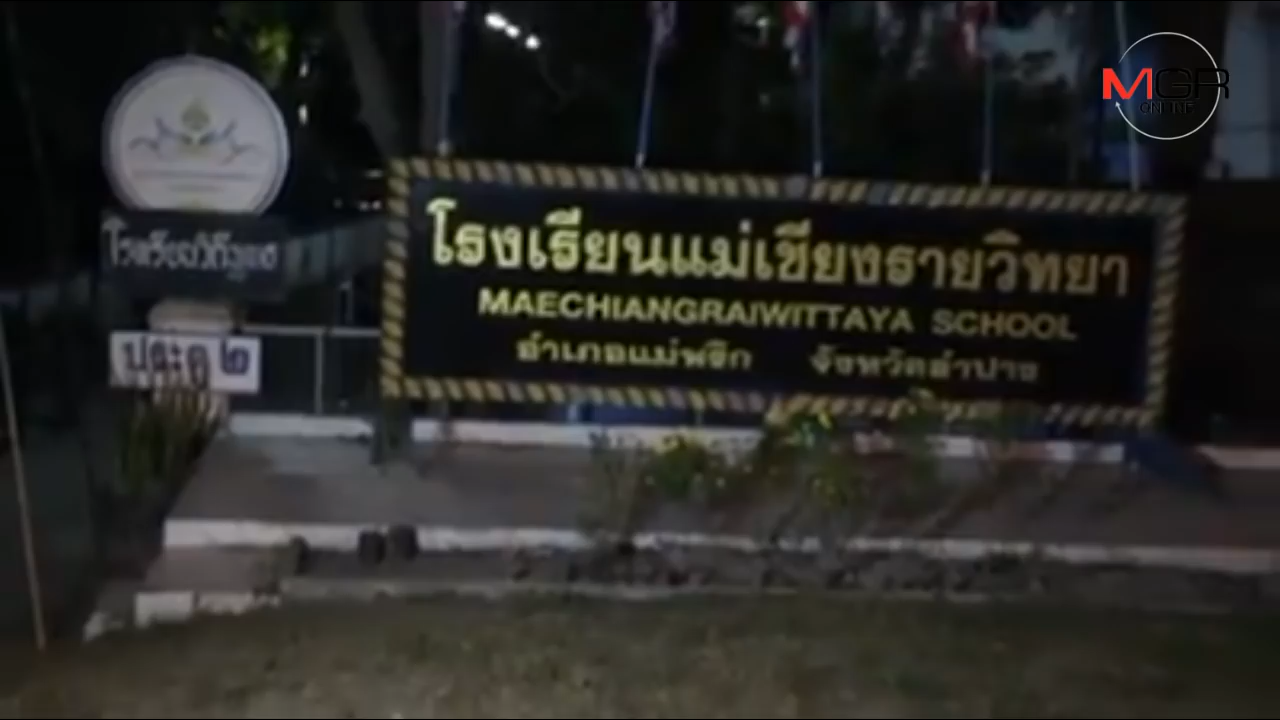 MGR
ONLINE
โรงเรียนแม่เชียงรายวิทยา
MAECHIANGRAIWITTAYA SCHOOL
อำเภอแม่พริก จังหวัดลำปาง
ประตู ๒